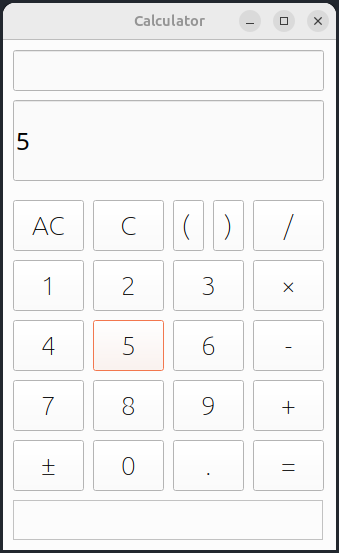 Calculator
5
AC C ( ) /
1 2 3 ×
4 5 6 -
7 8 9 +
± 0 . =